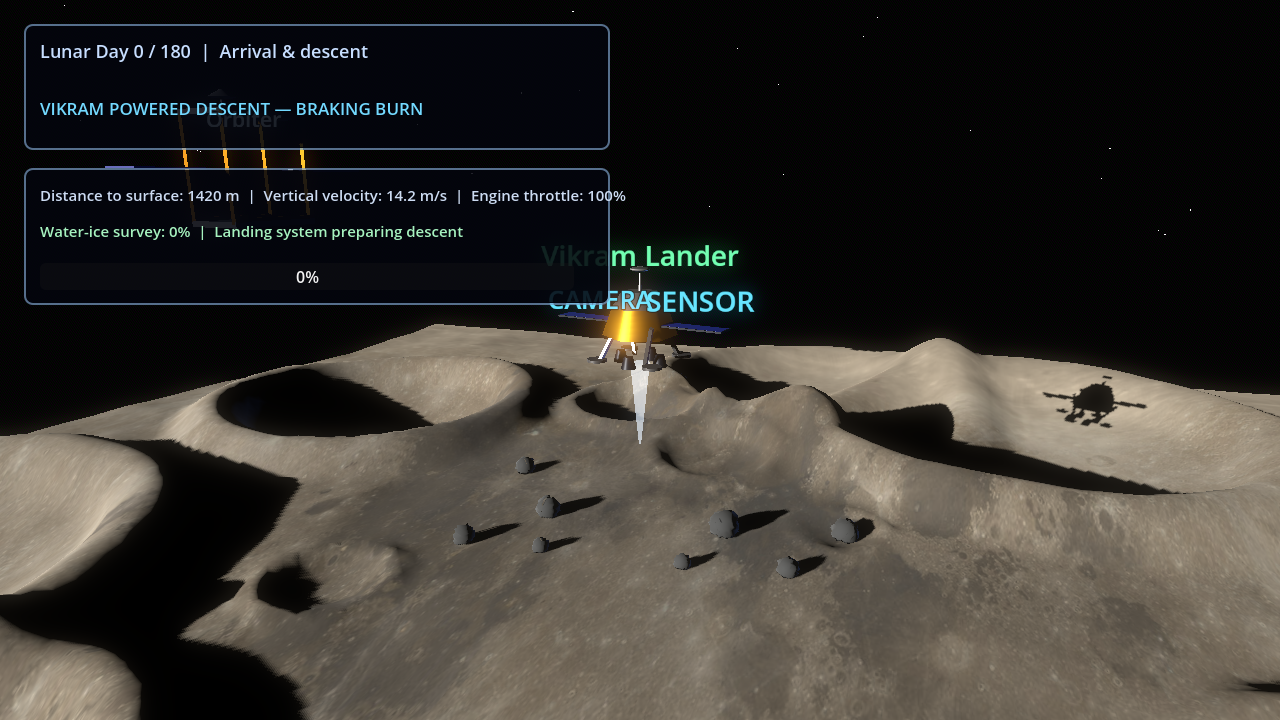 Lunar Day 0 / 180 | Arrival & descent
VIKRAM POWERED DESCENT — BRAKING BURN
Orbiter
Distance to surface: 1420 m | Vertical velocity: 14.2 m/s | Engine throttle: 100%
Water-ice survey: 0% | Landing system preparing descent
0%
Vikram Lander
CAMERA SENSOR